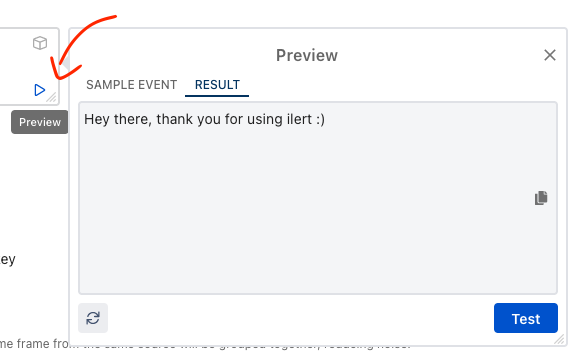 Preview
SAMPLE EVENT RESULT
Hey there, thank you for using ilert :)
Preview
ey
Test
me frame from the same source will be grouped together, reducing noise.